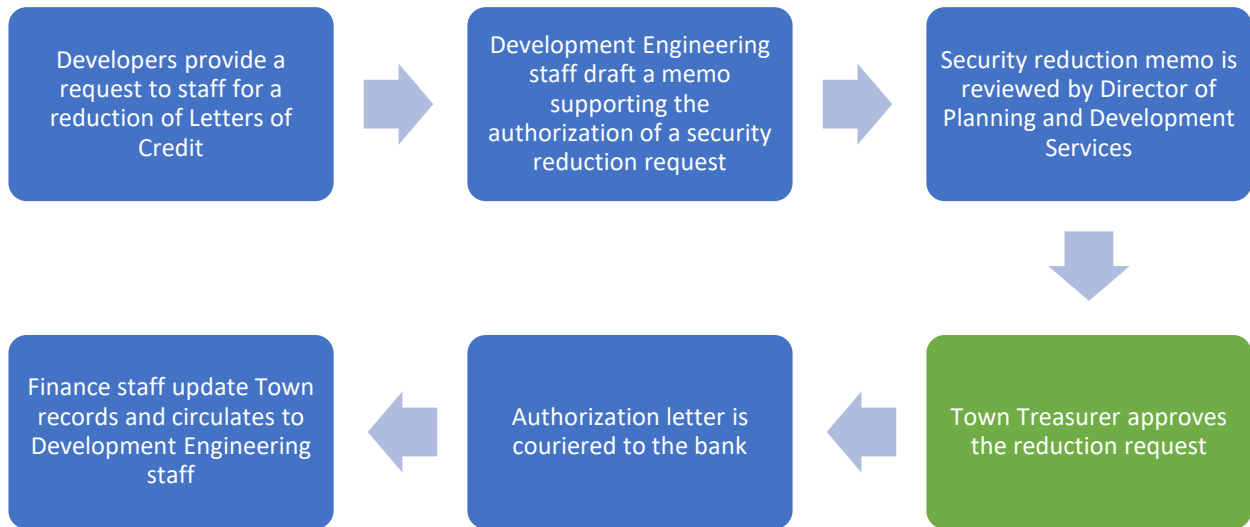 Developers provide a
request to staff for a
reduction of Letters of
Credit
Development Engineering
staff draft a memo
supporting the
authorization of a security
reduction request
Security reduction memo is
reviewed by Director of
Planning and Development
Services
Town Treasurer approves
the reduction request
Authorization letter is
couriered to the bank
Finance staff update Town
records and circulates to
Development Engineering
staff